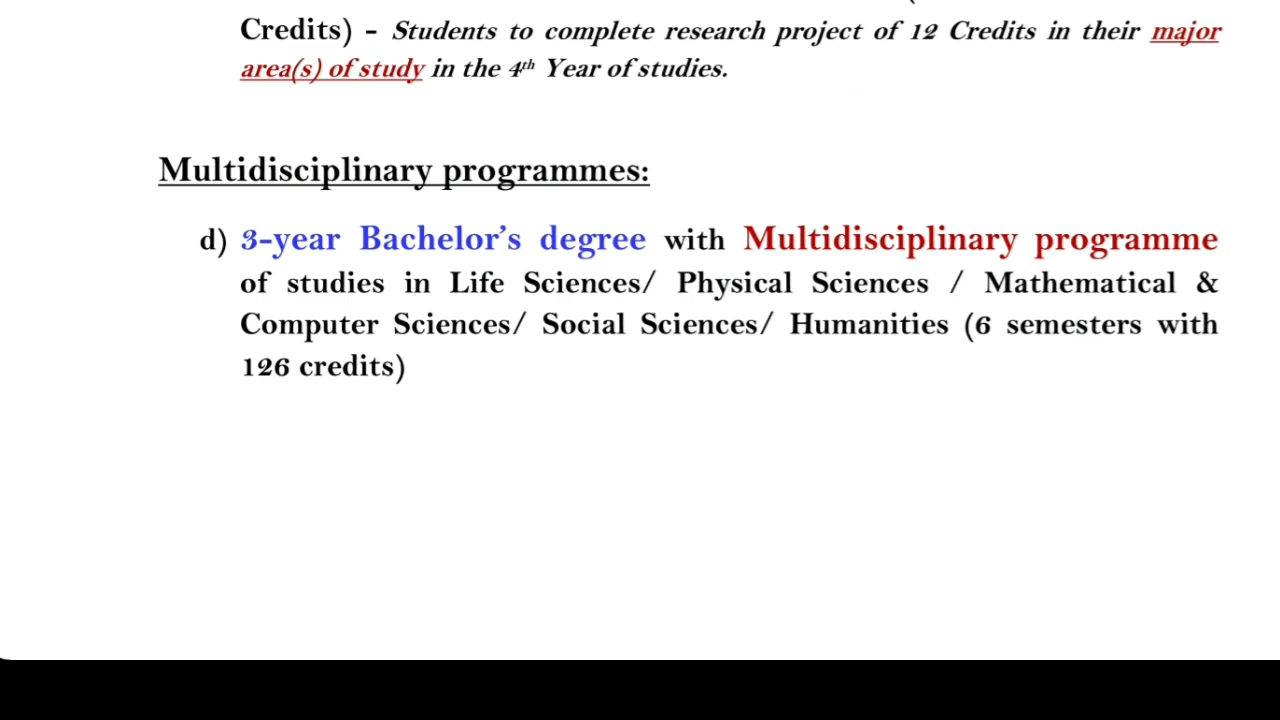 Credits) - Students to complete research project of 12 Credits in their major
area(s) of study in the 4th Year of studies.
Multidisciplinary programmes:
d) 3-year Bachelor's degree with Multidisciplinary programme
of studies in Life Sciences/ Physical Sciences / Mathematical &
Computer Sciences/ Social Sciences/ Humanities (6 semesters with
126 credits)